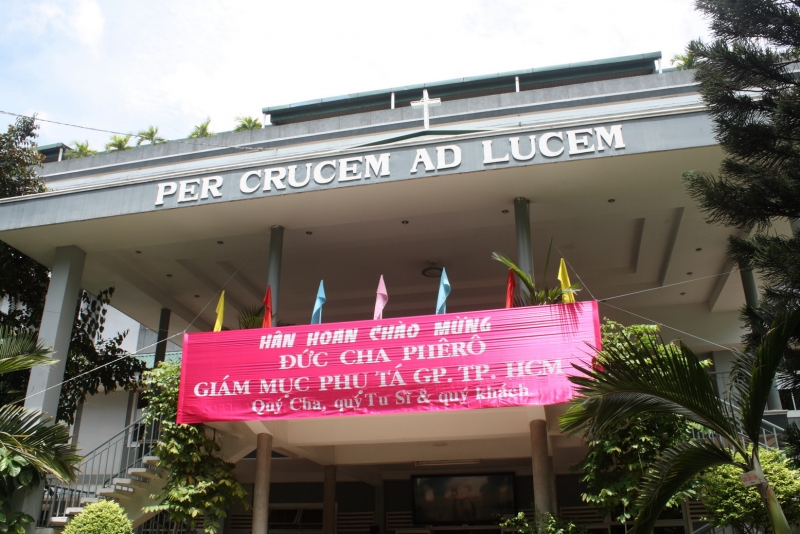 PER CRUCEM AD LUCEM
HÂN HOAN CHÀO MỪNG
ĐỨC CHA PHÊRÔ
GIÁM MỤC PHỤ TÁ GP. TP. HCM
Quý Cha, quý Tu Sĩ & quý khách